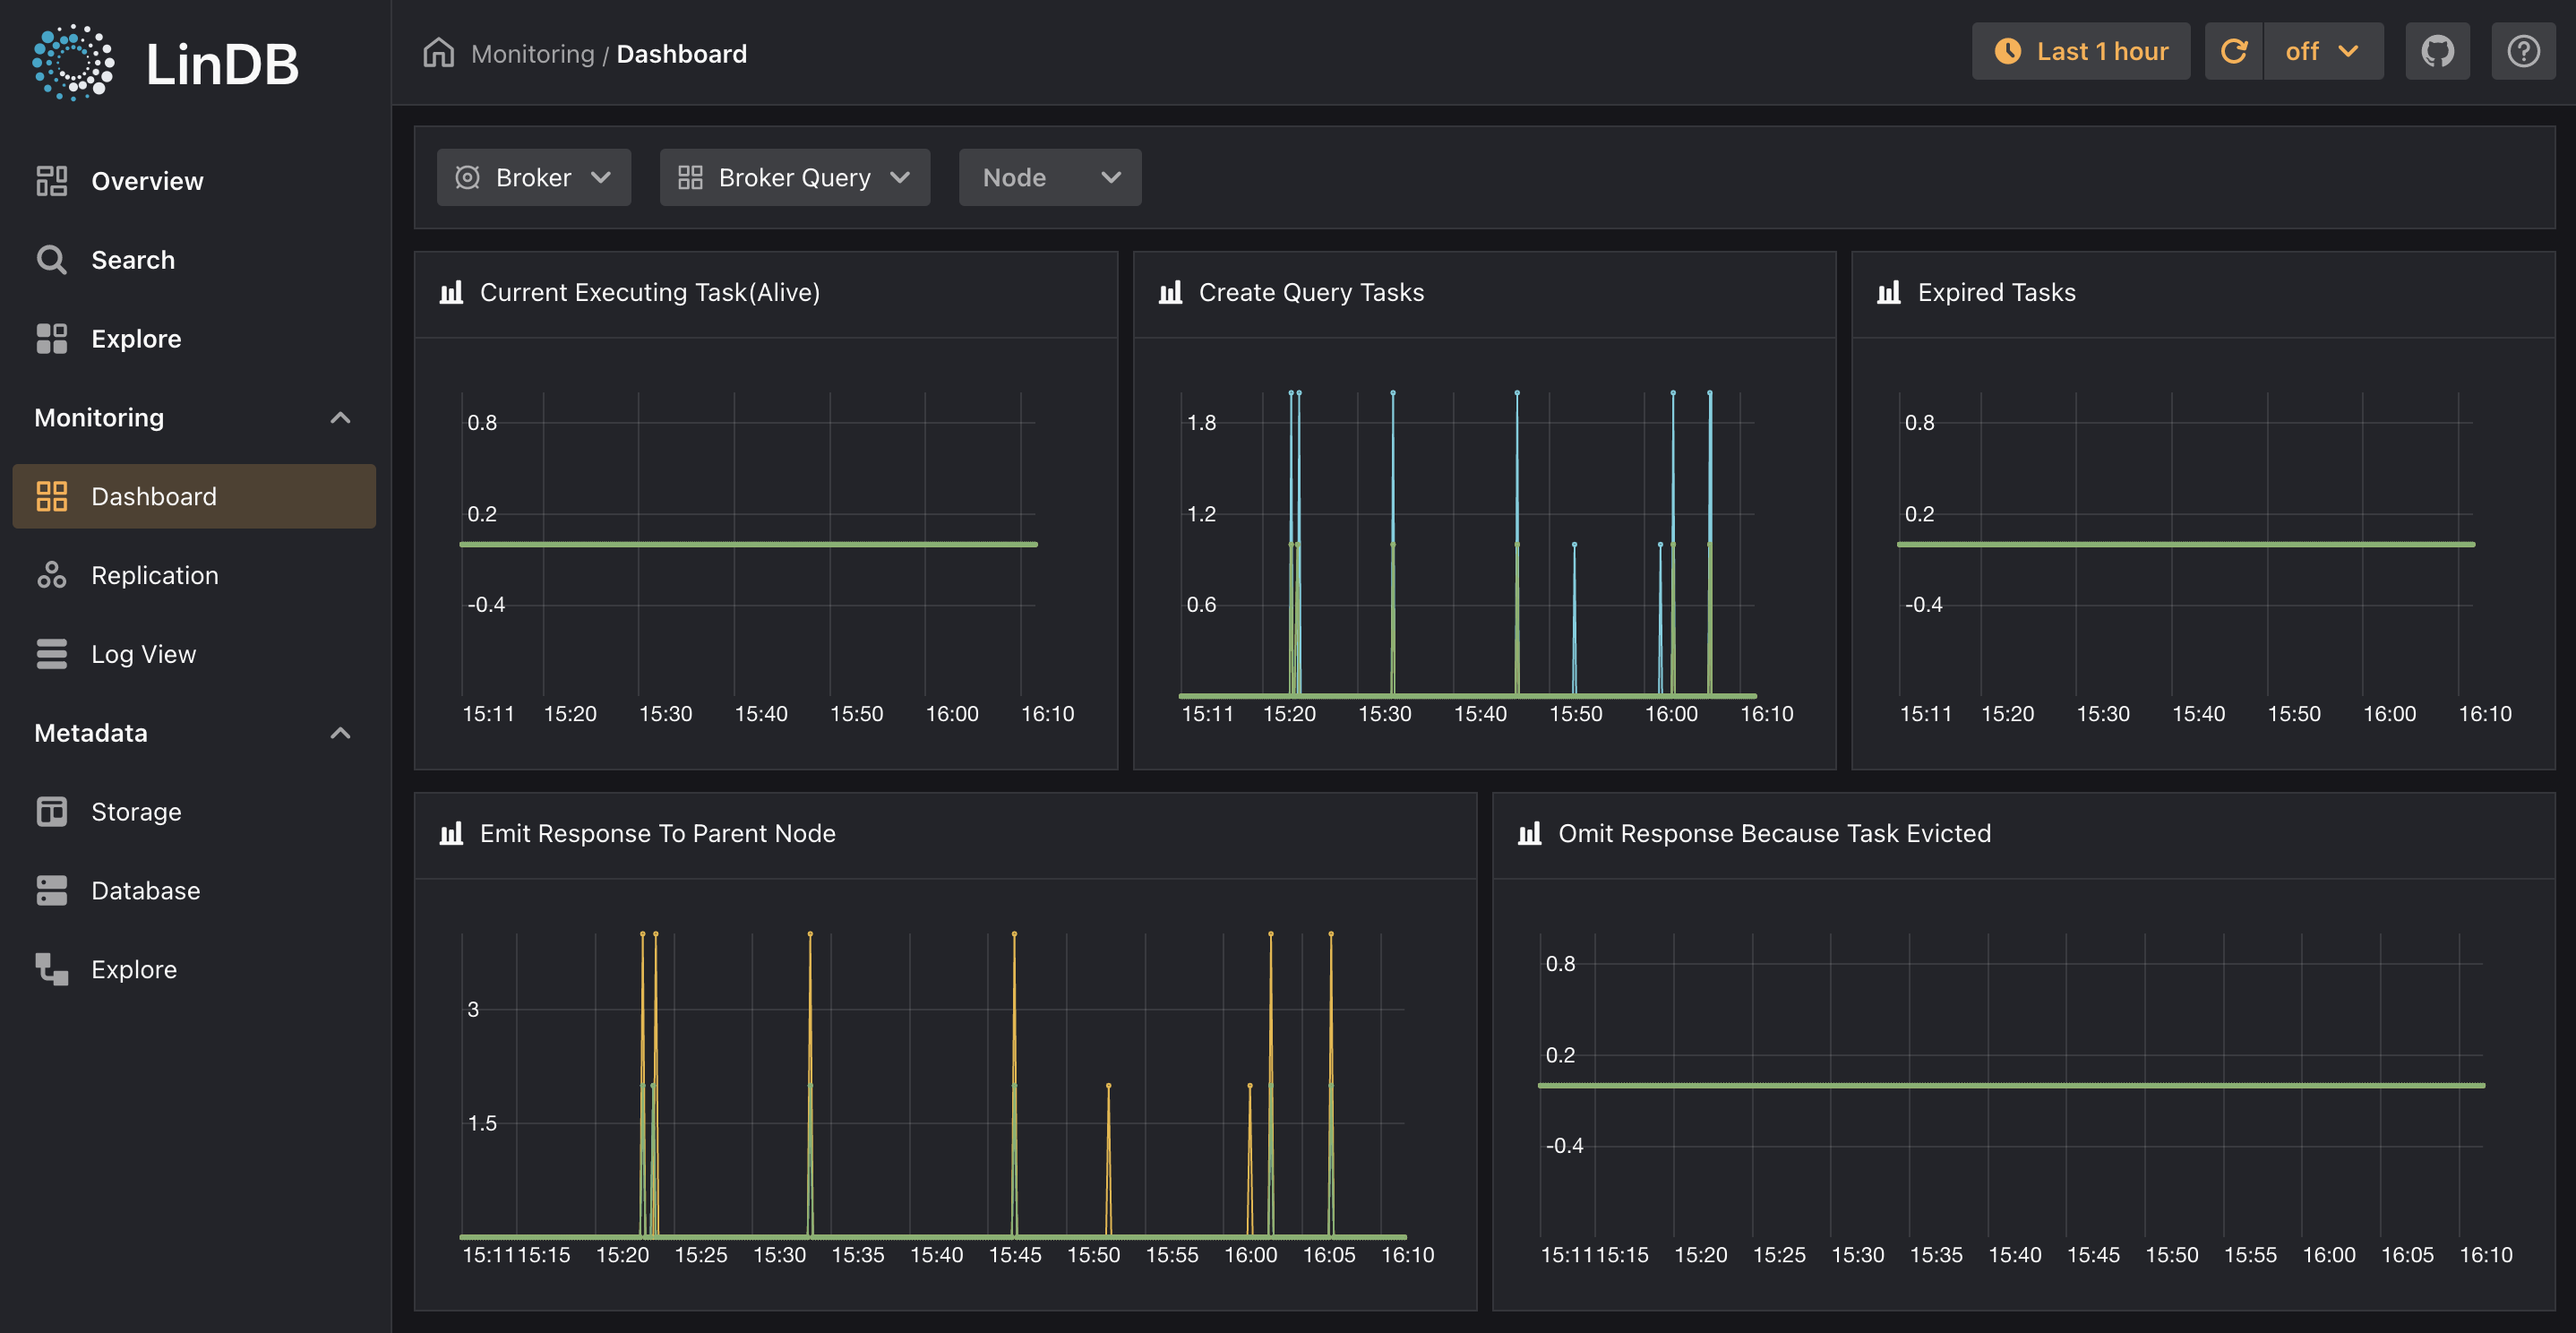 LinDB
Monitoring / Dashboard
Last 1 hour
off
Overview
Search
Explore
Monitoring
Dashboard
Replication
Log View
Metadata
Storage
Database
Explore
Broker
Broker Query
Node
Current Executing Task(Alive)
0.8
0.2
-0.4
15:11 15:20 15:30 15:40 15:50 16:00 16:10
Create Query Tasks
1.8
1.2
0.6
15:11 15:20 15:30 15:40 15:50 16:00 16:10
Expired Tasks
0.8
0.2
-0.4
15:11 15:20 15:30 15:40 15:50 16:00 16:10
Emit Response To Parent Node
3
1.5
15:11 15:15 15:20 15:25 15:30 15:35 15:40 15:45 15:50 15:55 16:00 16:05 16:10
Omit Response Because Task Evicted
0.8
0.2
-0.4
15:11 15:15 15:20 15:25 15:30 15:35 15:40 15:45 15:50 15:55 16:00 16:05 16:10